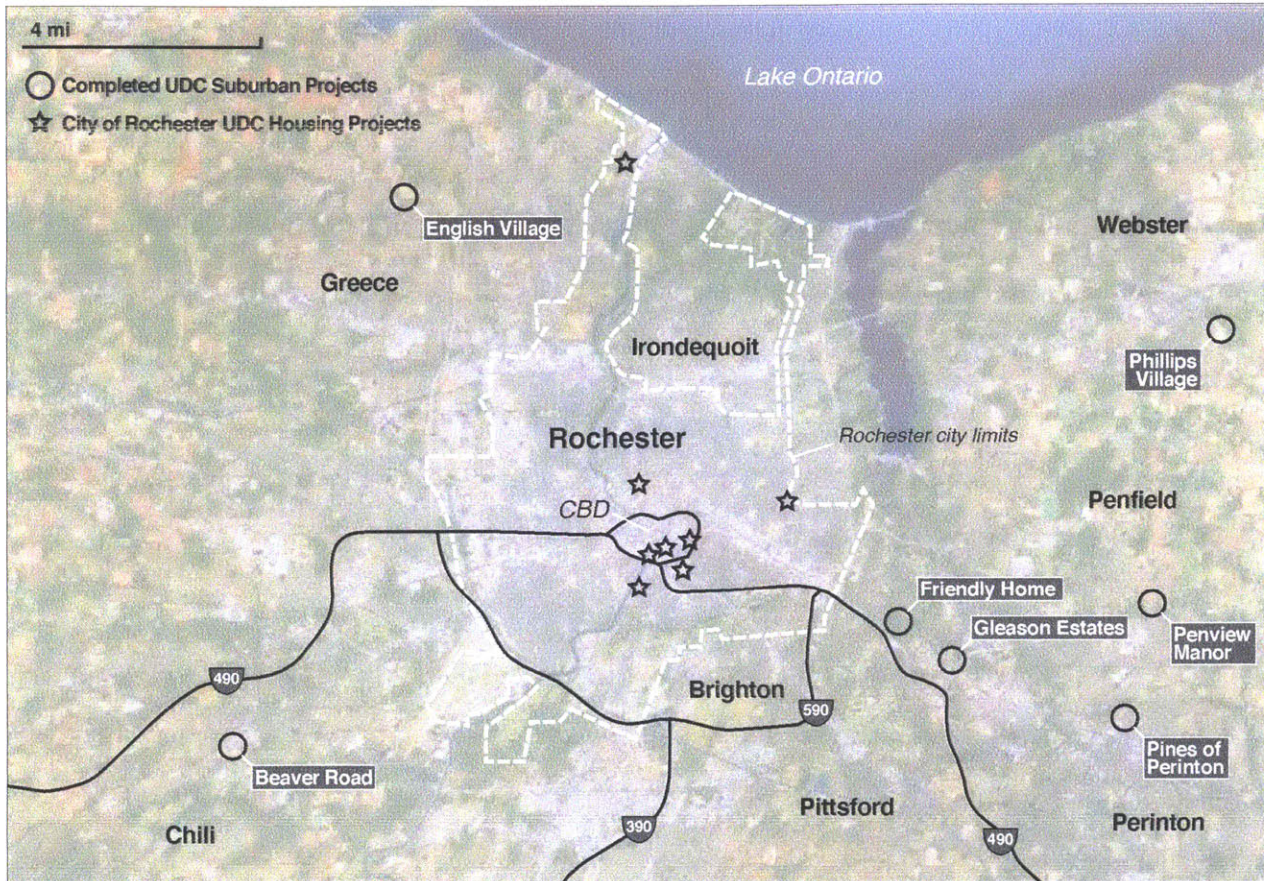 4 mi
Completed UDC Suburban Projects
City of Rochester UDC Housing Projects
Lake Ontario
English Village
Webster
Greece
Irondequoit
Phillips
Village
Rochester
Rochester city limits
CBD
Penfield
Friendly Home
Gleason Estates
Penview
Manor
490
Brighton
590
Beaver Road
Pines of
Perinton
Chili
390
Pittsford
490
Perinton